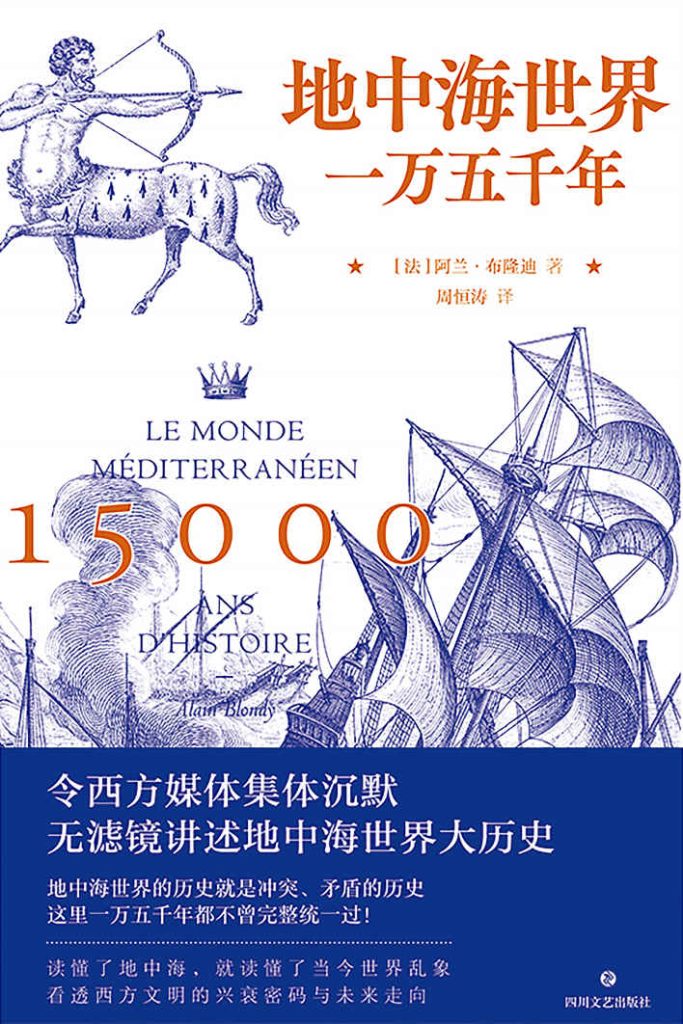 地中海世界
一万五千年
★ [法]阿兰·布隆迪 著 ★
周恒涛 译
LE MONDE
MÉDITERRANÉEN
15000
ANS
D'HISTOIRE
Alain Blondy
令西方媒体集体沉默
无滤镜讲述地中海世界大历史
地中海世界的历史就是冲突、矛盾的历史
这里一万五千年都不曾完整统一过!
读懂了地中海，就读懂了当今世界乱象
看透西方文明的兴衰密码与未来走向
四川文艺出版社